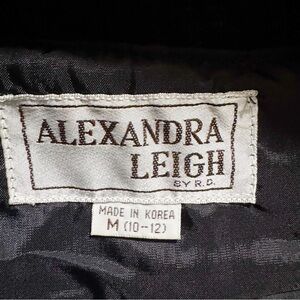 ALEXANDRA
LEIGH
BY R.D.
MADE IN KOREA
M (10-12)